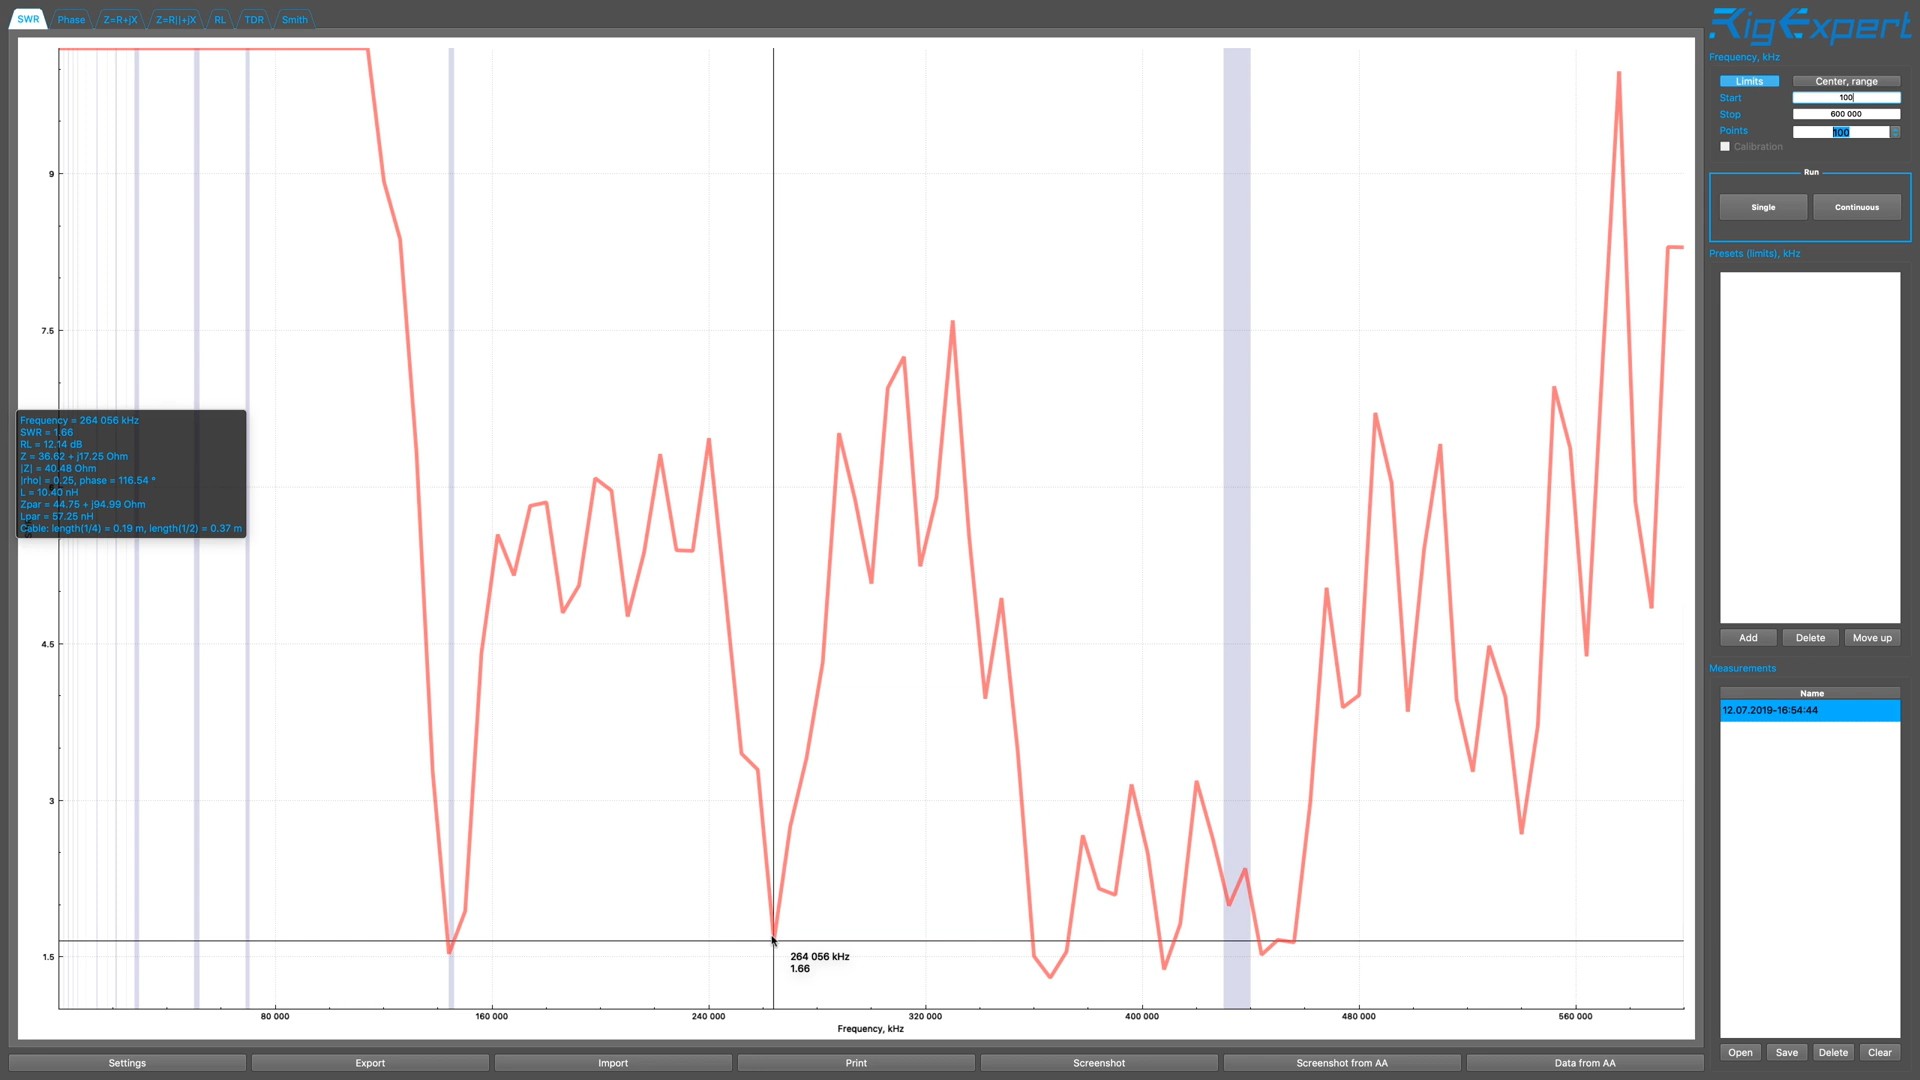 SWR Phase Z=R+jX Z=R||+jX RL TDR Smith
RigExpert
Frequency, kHz
Limits Center, range
Start 100
Stop 600 000
Points 100
Calibration
Run
Single Continuous
Presets (limits), kHz
9
7.5
Frequency = 264 056 kHz
SWR = 1.66
RL = 12.14 dB
Z = 36.62 + j17.25 Ohm
|Z| = 40.48 Ohm
|rho| = 0.25, phase = 116.54 °
L = 10.40 nH
Zpar = 44.75 + j94.99 Ohm
Lpar = 57.25 nH
Cable: length(1/4) = 0.19 m, length(1/2) = 0.37 m
4.5
3
1.5
264 056 kHz
1.66
80 000 160 000 240 000 320 000 400 000 480 000 560 000
Frequency, kHz
Add Delete Move up
Measurements
Name
12.07.2019-16:54:44
Open Save Delete Clear
Settings Export Import Print Screenshot Screenshot from AA Data from AA